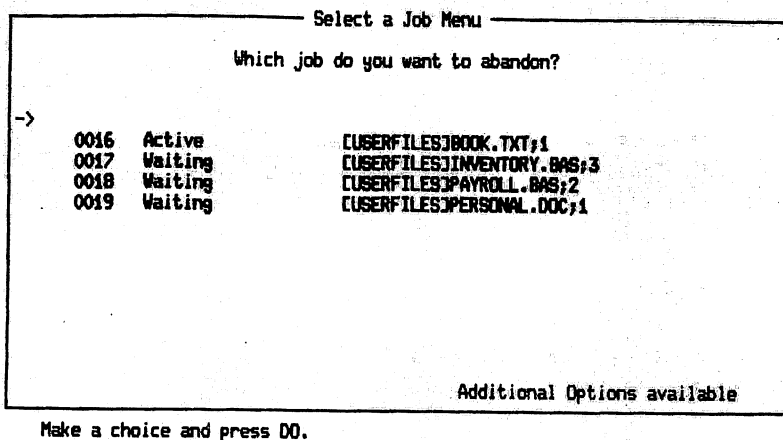 Select a Job Menu
Which job do you want to abandon?
->
0016 Active [USERFILES]BOOK.TXT;1
0017 Waiting [USERFILES]INVENTORY.BAS;3
0018 Waiting [USERFILES]PAYROLL.BAS;2
0019 Waiting [USERFILES]PERSONAL.DOC;1
Additional Options available
Make a choice and press DO.